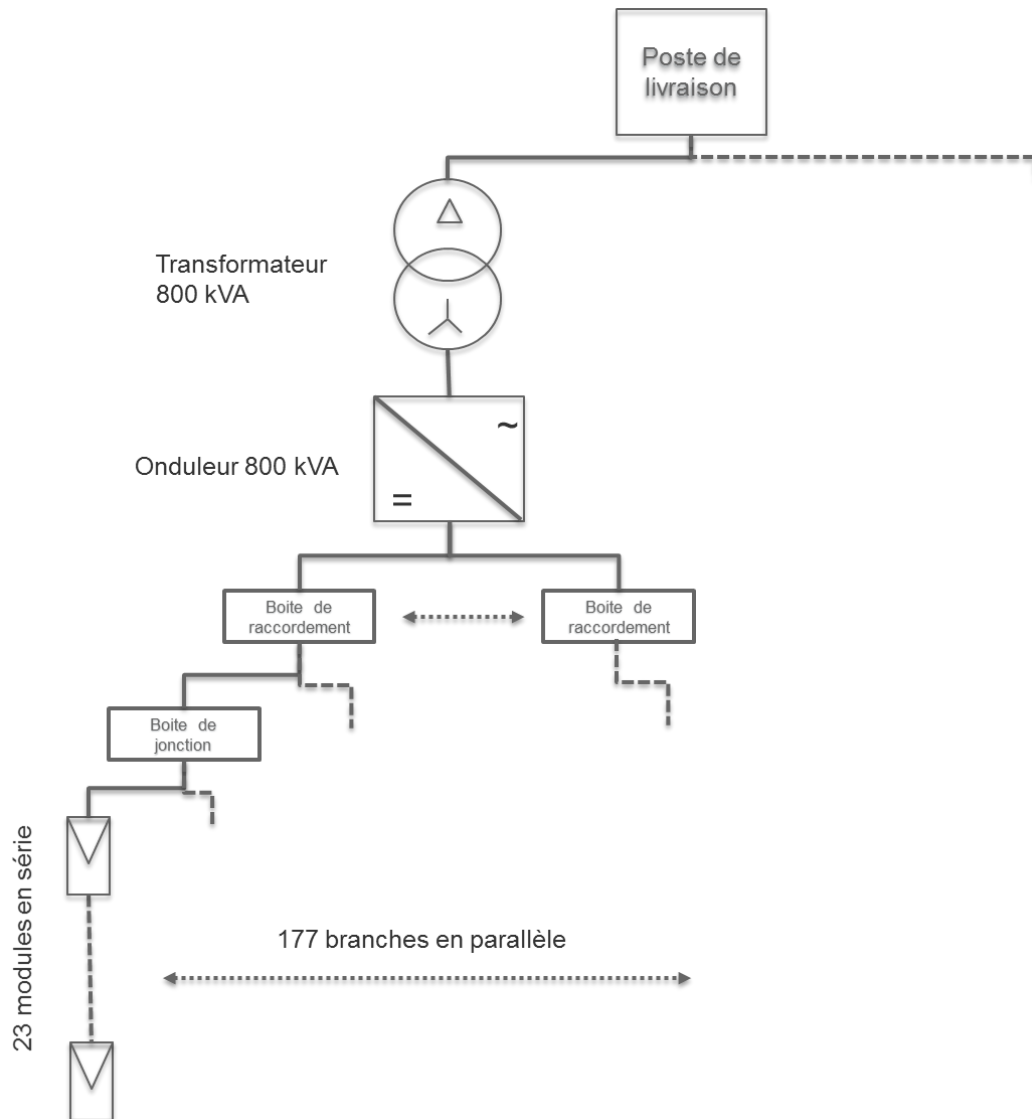 Poste de
livraison
Transformateur
800 kVA
Onduleur 800 kVA
~
=
Boite de
raccordement
Boite de
raccordement
Boite de
jonction
23 modules en série
177 branches en parallèle